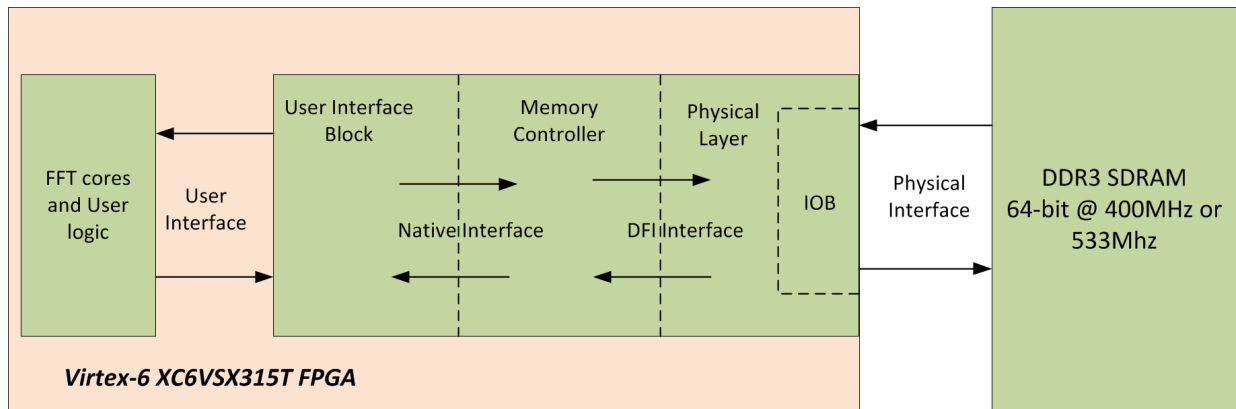 FFT cores
and User
logic
User
Interface
User Interface
Block
Memory
Controller
Physical
Layer
Native Interface
DFI Interface
IOB
Physical
Interface
DDR3 SDRAM
64-bit @ 400MHz or
533Mhz
Virtex-6 XC6VSX315T FPGA